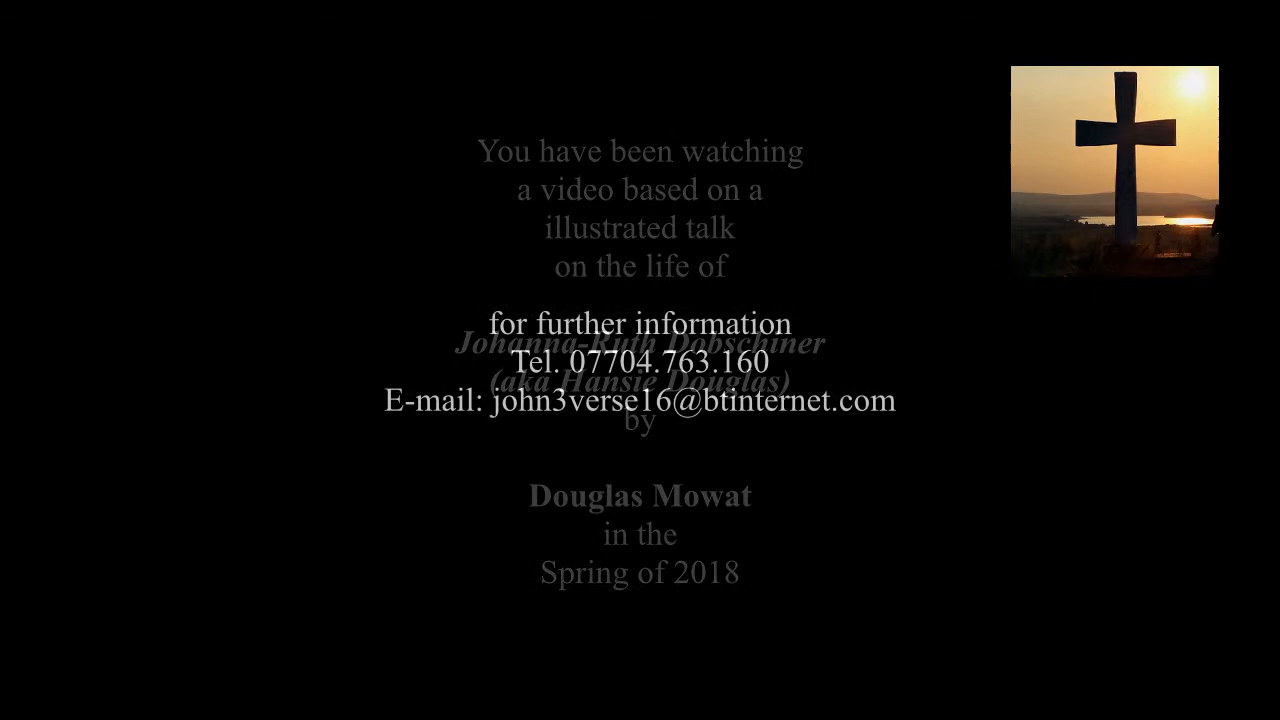 You have been watching
a video based on a
illustrated talk
on the life of
for further information
Johanna-Ruth Dobschiner
Tel. 07704.763.160
(aka Hansie Douglas)
E-mail: john3verse16@btinternet.com
by
Douglas Mowat
in the
Spring of 2018